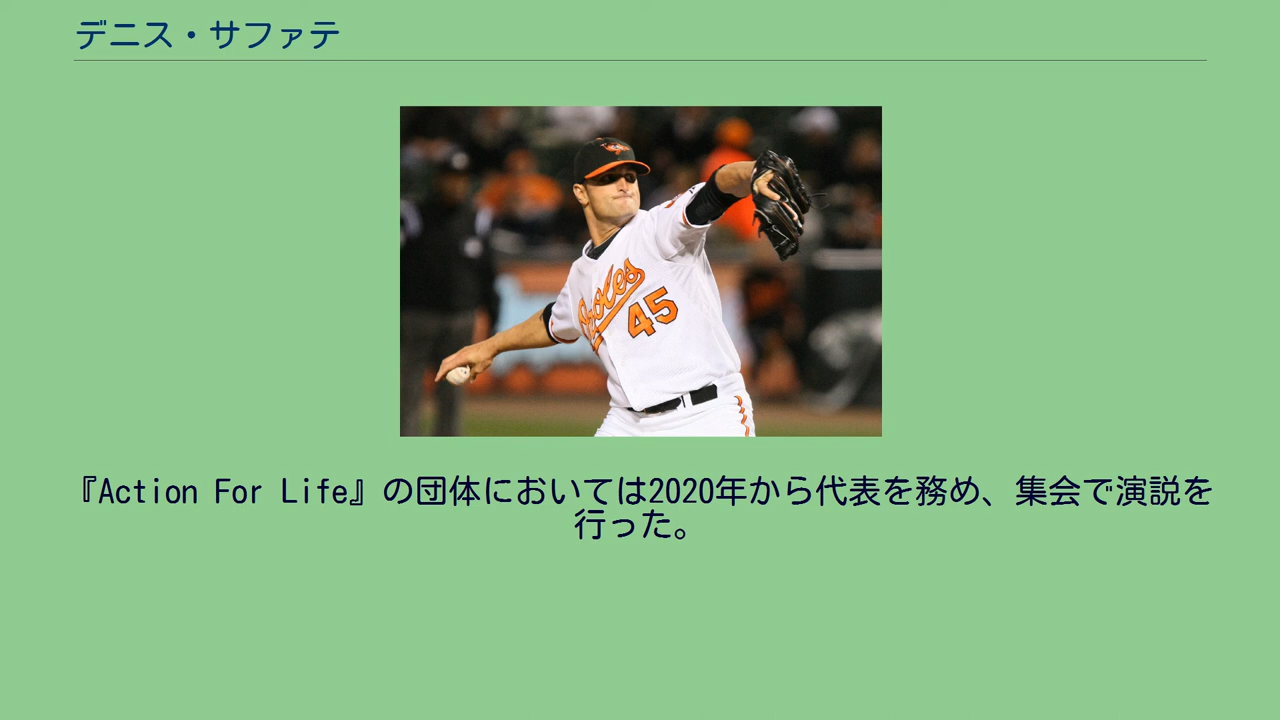 デニス・サファテ
Orioles
45
『Action For Life』の団体においては2020年から代表を務め、集会で演説を
行った。